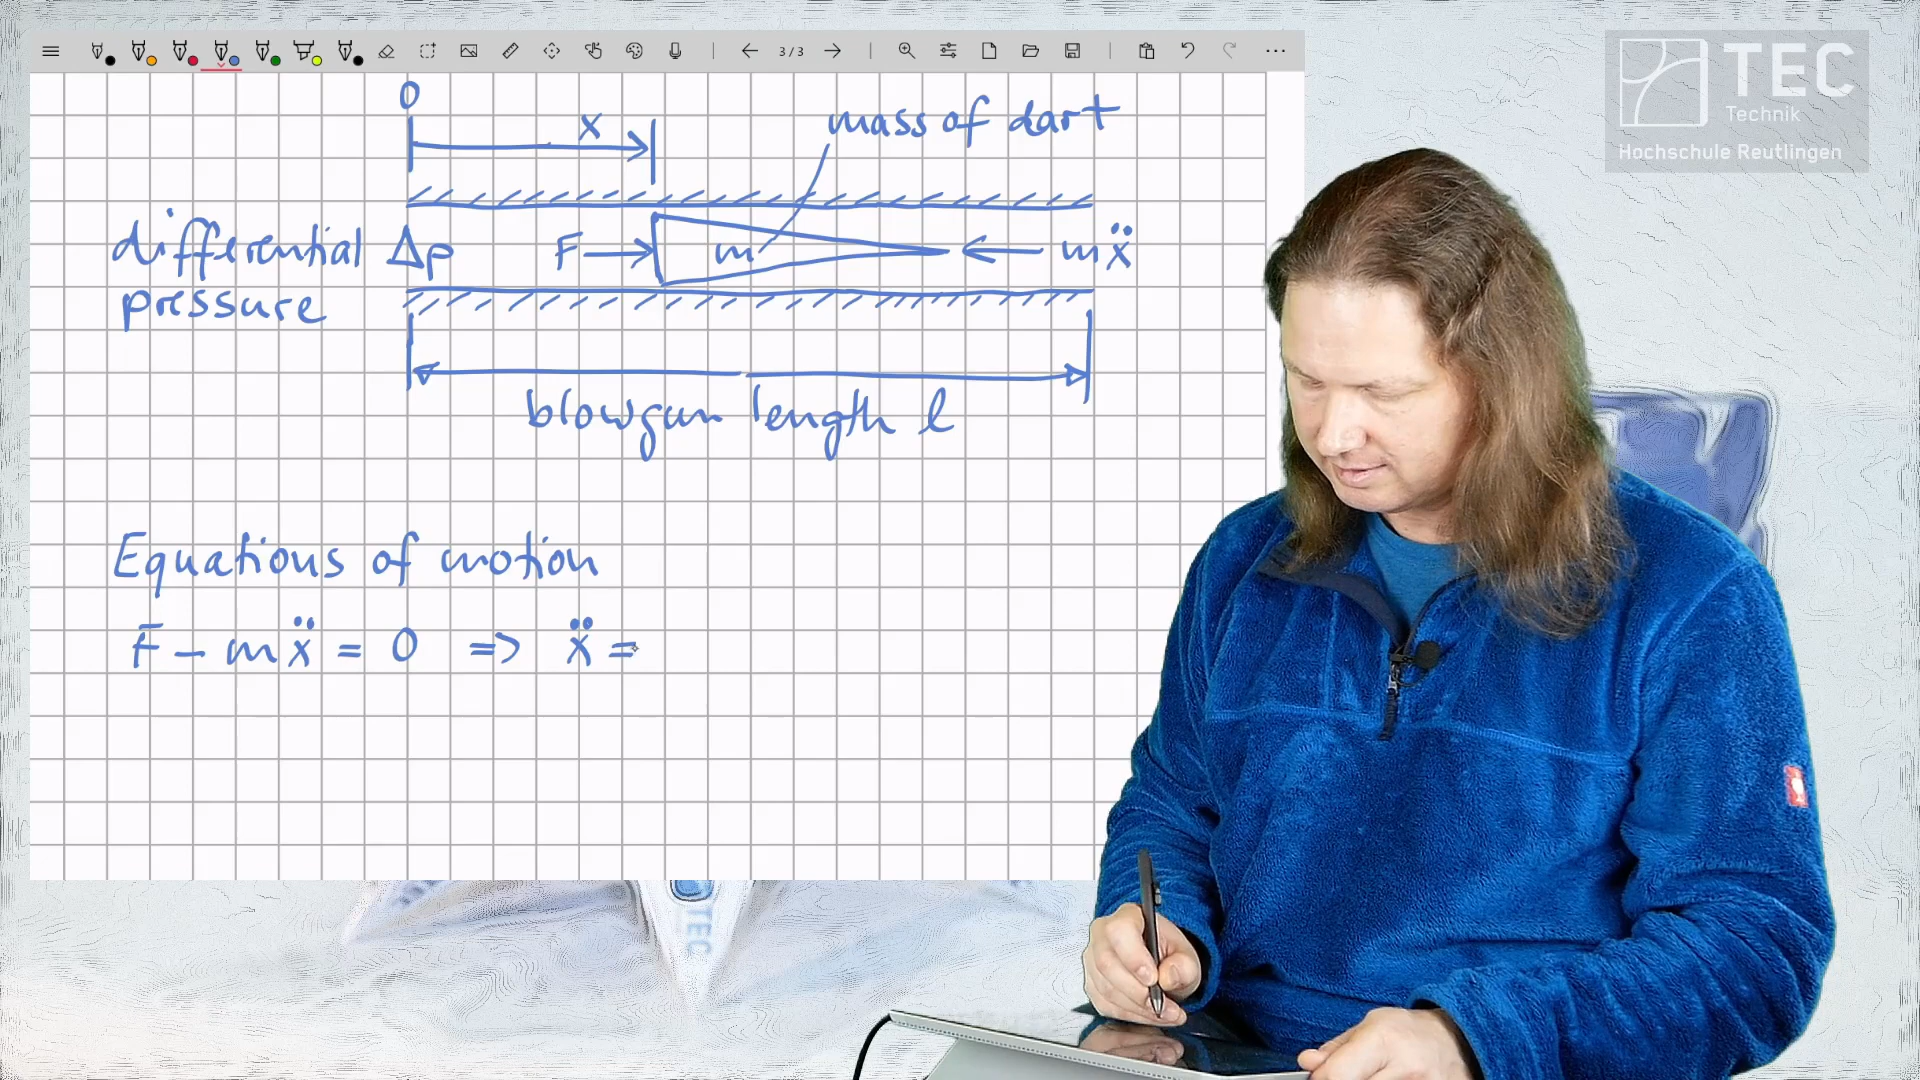 3/3
TEC
Technik
Hochschule Reutlingen
0
x
mass of dart
differential Δp
pressure
F
m
mẍ
blowgun length l
Equations of motion
F - mẍ = 0 => ẍ =
TEC